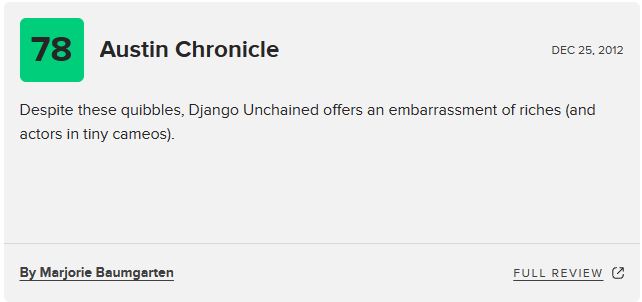 78 Austin Chronicle DEC 25, 2012
Despite these quibbles, Django Unchained offers an embarrassment of riches (and
actors in tiny cameos).
By Marjorie Baumgarten FULL REVIEW